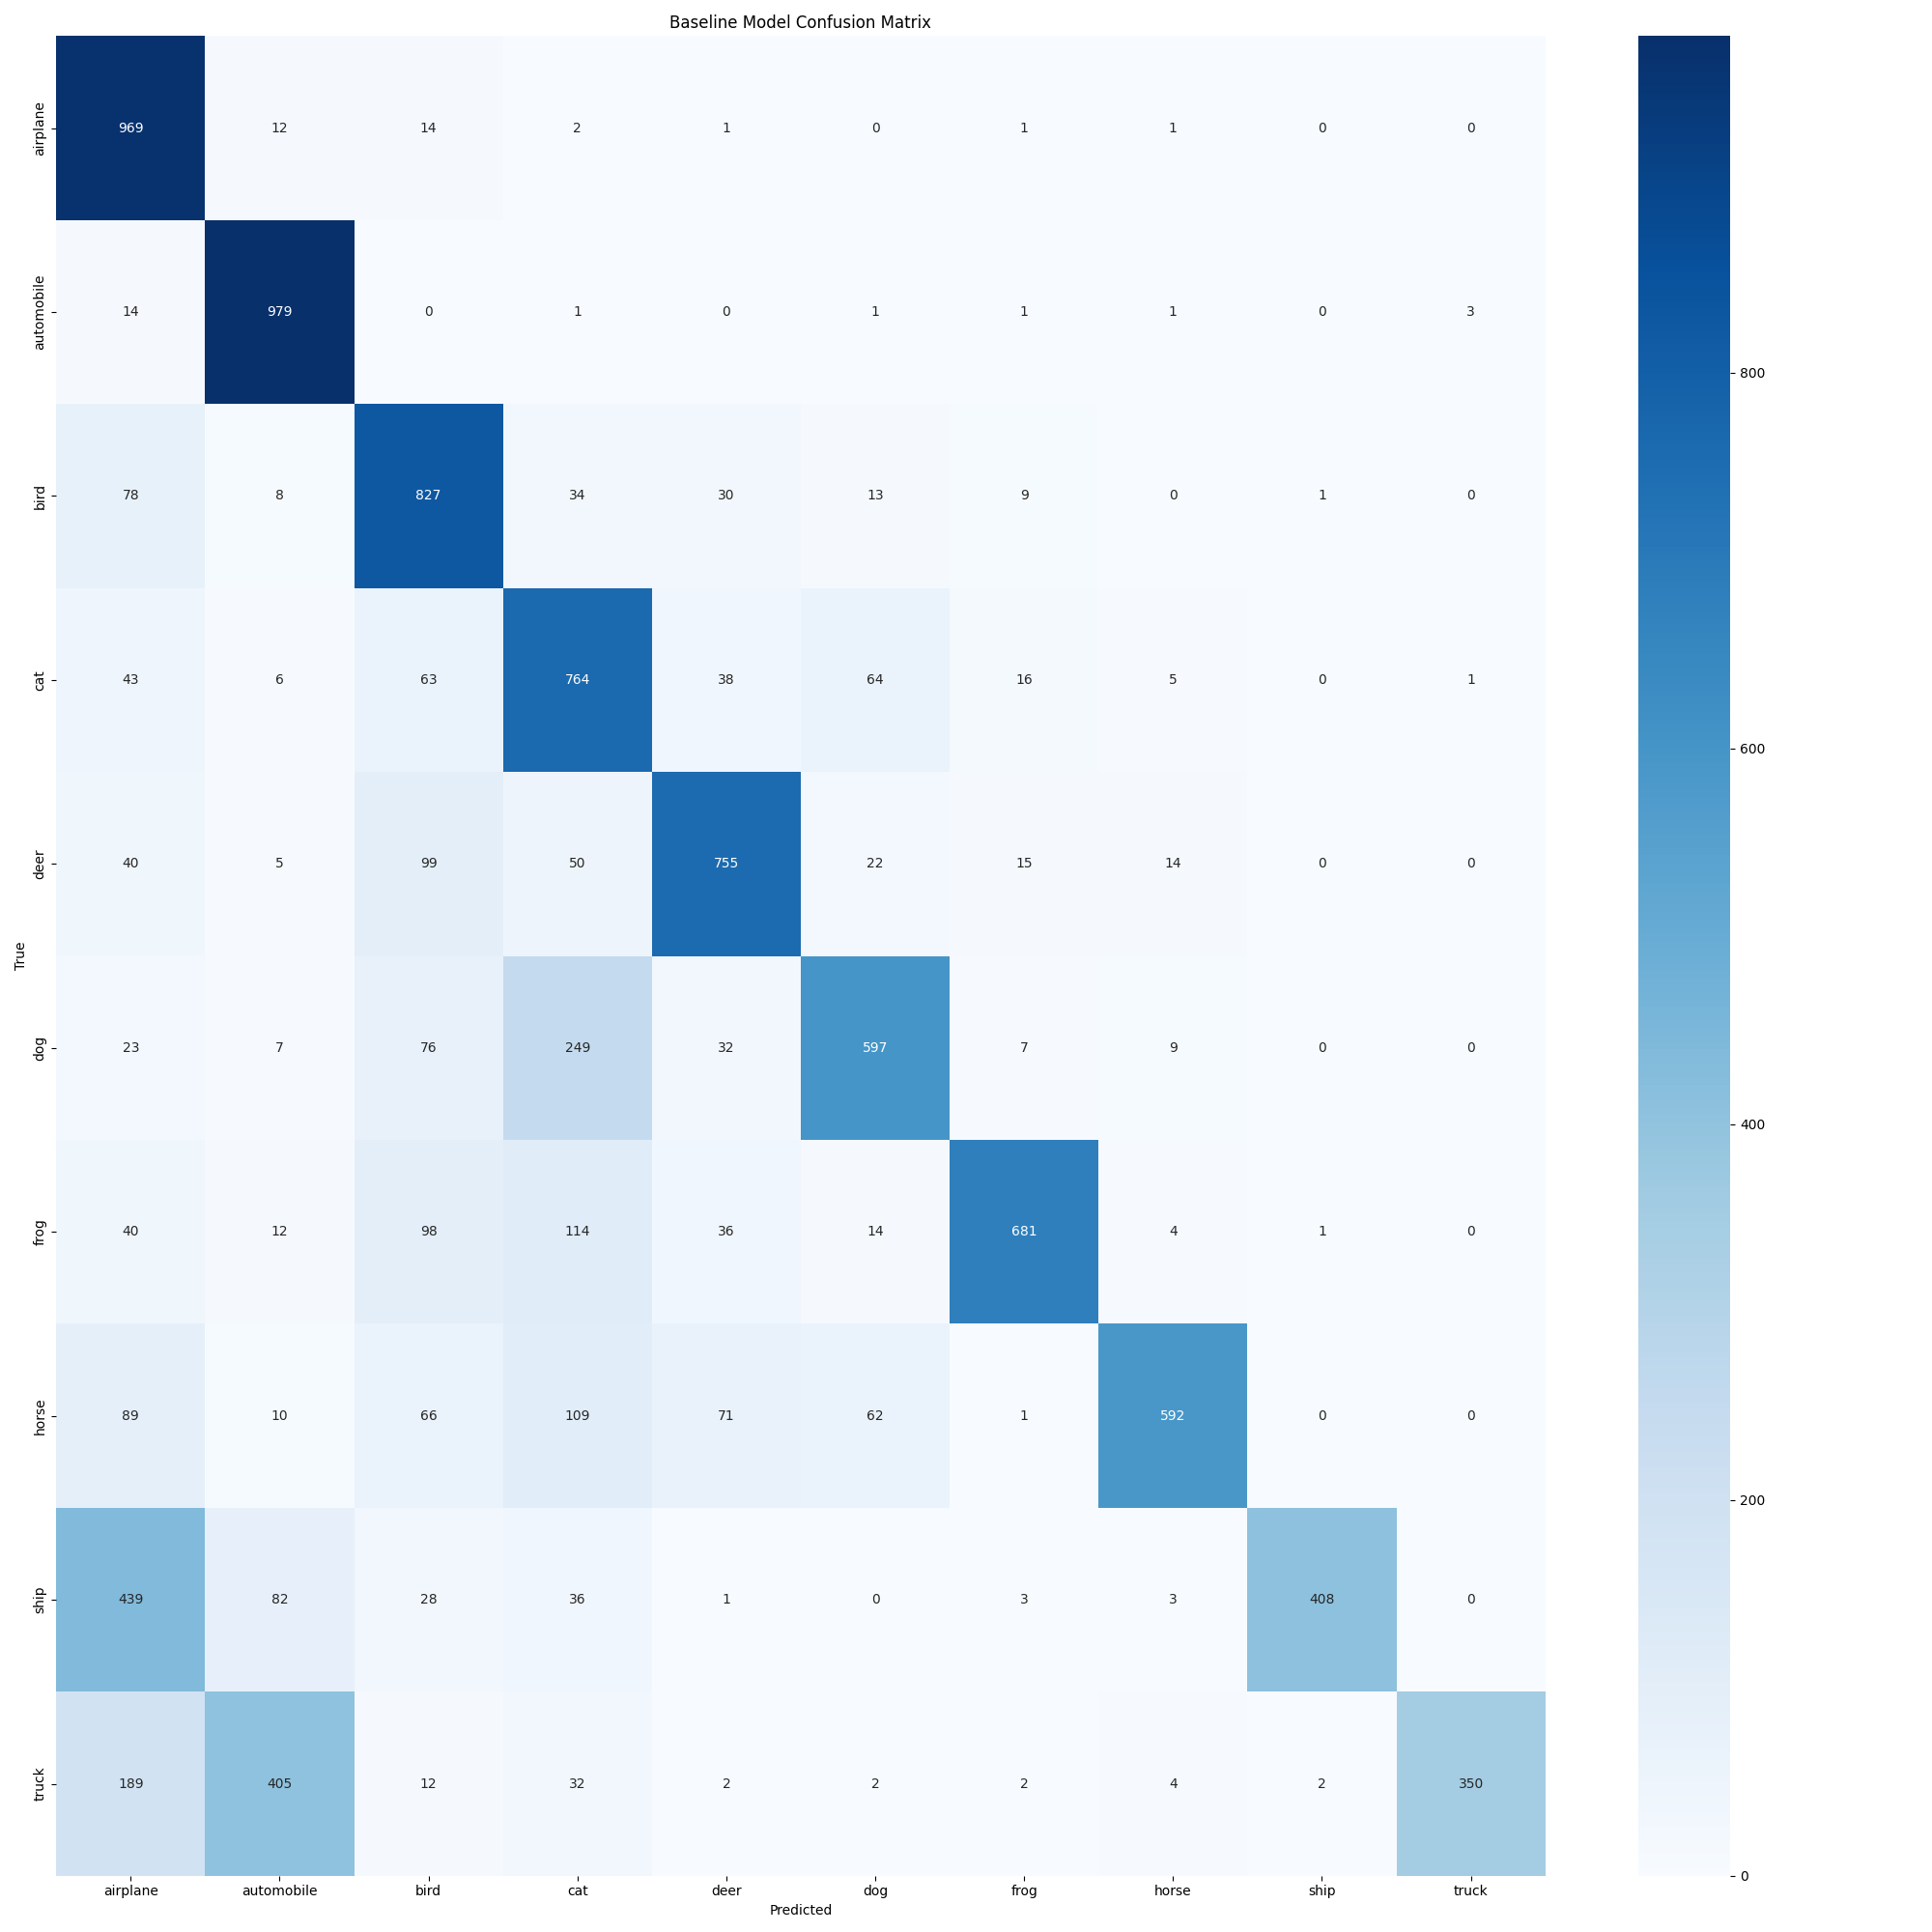 Baseline Model Confusion Matrix
airplane 969 12 14 2 1 0 1 1 0 0
automobile 14 979 0 1 0 1 1 1 0 3
800
bird 78 8 827 34 30 13 9 0 1 0
cat 43 6 63 764 38 64 16 5 0 1
600
deer 40 5 99 50 755 22 15 14 0 0
True
dog 23 7 76 249 32 597 7 9 0 0
400
frog 40 12 98 114 36 14 681 4 1 0
horse 89 10 66 109 71 62 1 592 0 0
200
ship 439 82 28 36 1 0 3 3 408 0
truck 189 405 12 32 2 2 2 4 2 350
0
airplane automobile bird cat deer dog frog horse ship truck
Predicted